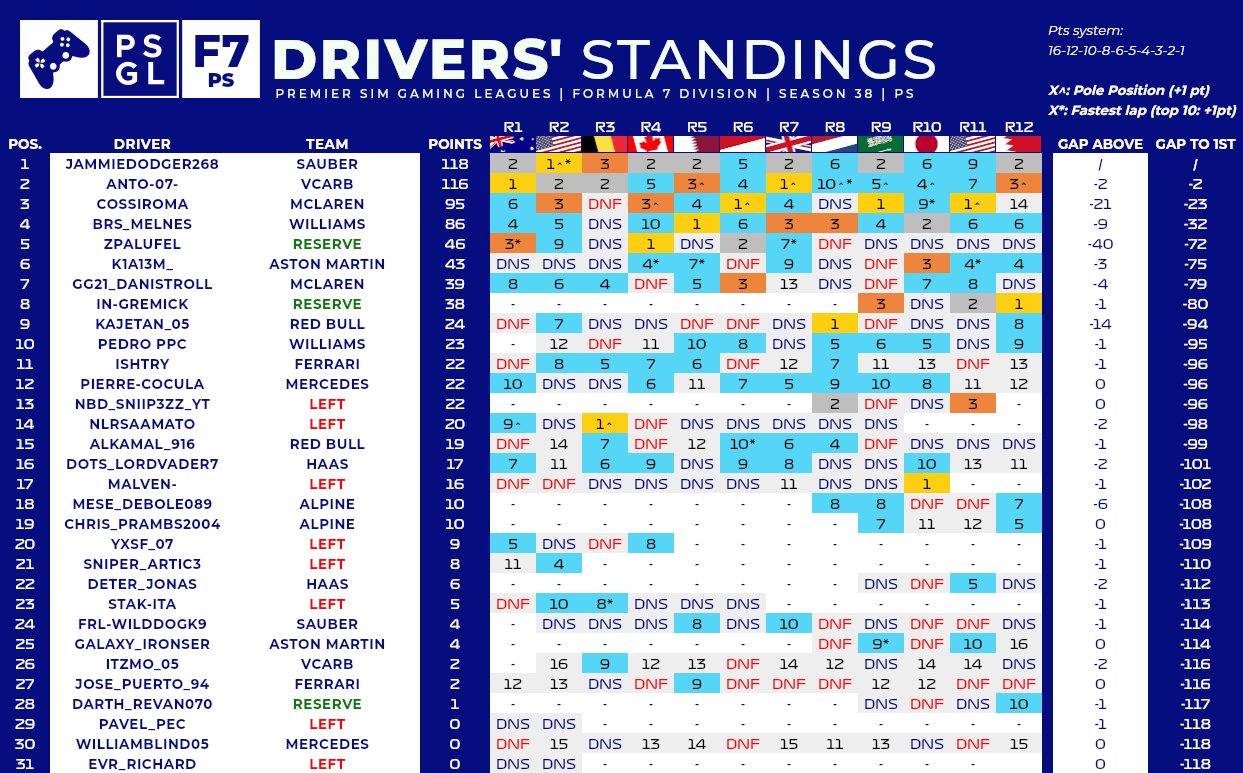 PS
GL
F7
PS
DRIVERS' STANDINGS
PREMIER SIM GAMING LEAGUES | FORMULA 7 DIVISION | SEASON 38 | PS
Pts system:
16-12-10-8-6-5-4-3-2-1
X^: Pole Position (+1 pt)
X*: Fastest lap (top 10: +1pt)
R1 R2 R3 R4 R5 R6 R7 R8 R9 R10 R11 R12
POS. DRIVER TEAM POINTS GAP ABOVE GAP TO 1ST
1 JAMMIEDODGER268 SAUBER 118 2 1^* 3 2 2 5 2 6 2 6 9 2 / /
2 ANTO-07- VCARB 116 1 2 2 5 3^ 4 1^ 10^* 5^ 4^ 7 3^ -2 -2
3 COSSIROMA MCLAREN 95 6 3 DNF 3^ 4 1^ 4 DNS 1 9* 1^ 14 -21 -23
4 BRS_MELNES WILLIAMS 86 4 5 DNS 10 1 6 3 3 4 2 6 6 -9 -32
5 ZPALUFEL RESERVE 46 3* 9 DNS 1 DNS 2 7* DNF DNS DNS DNS DNS -40 -72
6 K1A13M_ ASTON MARTIN 43 DNS DNS DNS 4* 7* DNF 9 DNS DNF 3 4* 4 -3 -75
7 GG21_DANISTROLL MCLAREN 39 8 6 4 DNF 5 3 13 DNS DNF 7 8 DNS -4 -79
8 IN-GREMICK RESERVE 38 - - - - - - - - 3 DNS 2 1 -1 -80
9 KAJETAN_05 RED BULL 24 DNF 7 DNS DNS DNF DNF DNS 1 DNF DNS DNS 8 -14 -94
10 PEDRO PPC WILLIAMS 23 - 12 DNF 11 10 8 DNS 5 6 5 DNS 9 -1 -95
11 ISHTRY FERRARI 22 DNF 8 5 7 6 DNF 12 7 11 13 DNF 13 -1 -96
12 PIERRE-COCULA MERCEDES 22 10 DNS DNS 6 11 7 5 9 10 8 11 12 0 -96
13 NBD_SNIIP3ZZ_YT LEFT 22 - - - - - - - 2 DNF DNS 3 - 0 -96
14 NLRSAAMATO LEFT 20 9^ DNS 1^ DNF DNS DNS DNS DNS DNS - - - -2 -98
15 ALKAMAL_916 RED BULL 19 DNF 14 7 DNF 12 10* 6 4 DNF DNS DNS DNS -1 -99
16 DOTS_LORDVADER7 HAAS 17 7 11 6 9 DNS 9 8 DNS DNS 10 13 11 -2 -101
17 MALVEN- LEFT 16 DNF DNF DNS DNS DNS DNS 11 DNS DNS 1 - - -1 -102
18 MESE_DEBOLE089 ALPINE 10 - - - - - - - 8 8 DNF DNF 7 -6 -108
19 CHRIS_PRAMBS2004 ALPINE 10 - - - - - - - - 7 11 12 5 0 -108
20 YXSF_07 LEFT 9 5 DNS DNF 8 - - - - - - - - -1 -109
21 SNIPER_ARTIC3 LEFT 8 11 4 - - - - - - - - - - -1 -110
22 DETER_JONAS HAAS 6 - - - - - - - - DNS DNF 5 DNS -2 -112
23 STAK-ITA LEFT 5 DNF 10 8* DNS DNS DNS - - - - - - -1 -113
24 FRL-WILDDOGK9 SAUBER 4 - DNS DNS DNS 8 DNS 10 DNF DNS DNF DNF DNS -1 -114
25 GALAXY_IRONSER ASTON MARTIN 4 - - - - - - - DNF 9* DNF 10 16 0 -114
26 ITZMO_05 VCARB 2 - 16 9 12 13 DNF 14 12 DNS 14 14 DNS -2 -116
27 JOSE_PUERTO_94 FERRARI 2 12 13 DNS DNF 9 DNF DNF DNF 12 12 DNF DNF 0 -116
28 DARTH_REVAN070 RESERVE 1 - - - - - - - - DNS DNF DNS 10 -1 -117
29 PAVEL_PEC LEFT 0 DNS DNS - - - - - - - - - - -1 -118
30 WILLIAMBLIND05 MERCEDES 0 DNF 15 DNS 13 14 DNF 15 11 13 DNS DNF 15 0 -118
31 EVR_RICHARD LEFT 0 DNS DNS - - - - - - - - - 0 -118